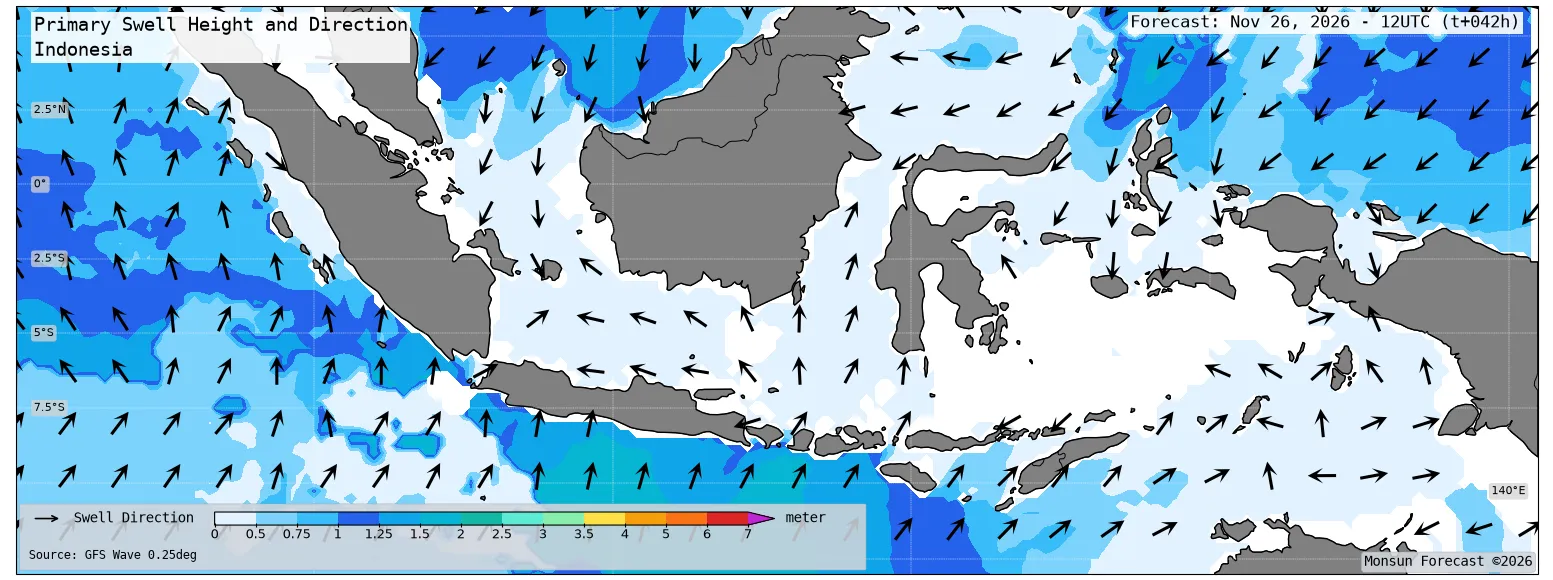 Primary Swell Height and Direction
Indonesia
Forecast: Nov 26, 2026 - 12UTC (t+042h)
2.5°N
0°
2.5°S
5°S
7.5°S
140°E
Swell Direction
meter
0 0.5 0.75 1 1.25 1.5 2 2.5 3 3.5 4 5 6 7
Source: GFS Wave 0.25deg
Monsun Forecast ©2026